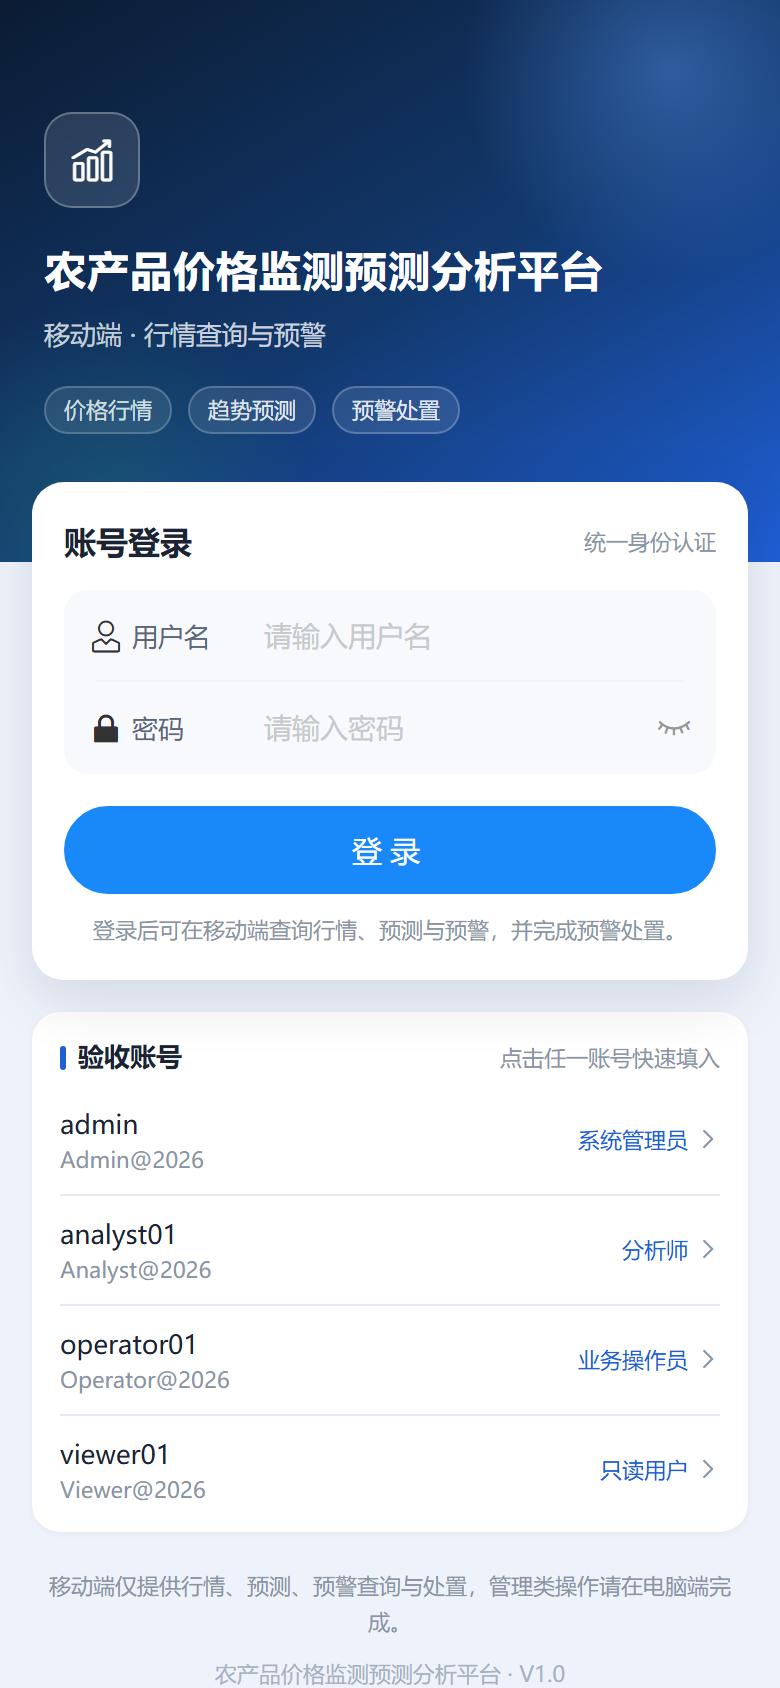 农产品价格监测预测分析平台
移动端 · 行情查询与预警
价格行情 趋势预测 预警处置
账号登录 统一身份认证
用户名 请输入用户名
密码 请输入密码
登 录
登录后可在移动端查询行情、预测与预警，并完成预警处置。
验收账号 点击任一账号快速填入
admin
Admin@2026
系统管理员
analyst01
Analyst@2026
分析师
operator01
Operator@2026
业务操作员
viewer01
Viewer@2026
只读用户
移动端仅提供行情、预测、预警查询与处置，管理类操作请在电脑端完
成。
农产品价格监测预测分析平台 · V1.0